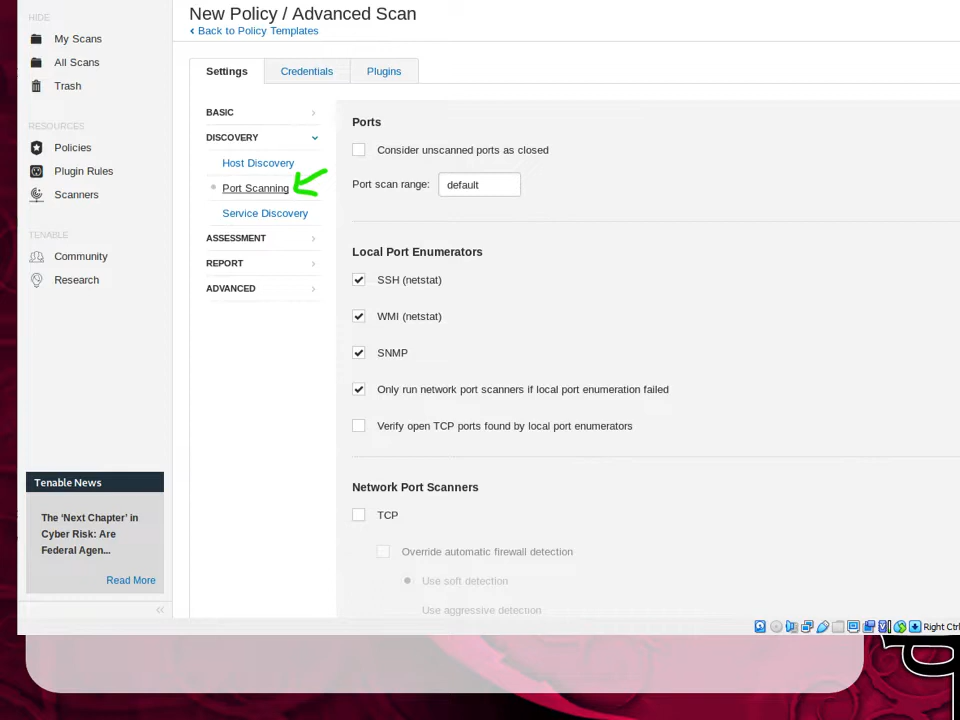 HIDE
My Scans
All Scans
Trash
RESOURCES
Policies
Plugin Rules
Scanners
TENABLE
Community
Research
Tenable News
The ‘Next Chapter’ in
Cyber Risk: Are
Federal Agen...
Read More
New Policy / Advanced Scan
Back to Policy Templates
Settings
Credentials
Plugins
BASIC
DISCOVERY
Host Discovery
Port Scanning
Service Discovery
ASSESSMENT
REPORT
ADVANCED
Ports
Consider unscanned ports as closed
Port scan range: default
Local Port Enumerators
SSH (netstat)
WMI (netstat)
SNMP
Only run network port scanners if local port enumeration failed
Verify open TCP ports found by local port enumerators
Network Port Scanners
TCP
Override automatic firewall detection
Use soft detection
Use aggressive detection
Right Ctrl